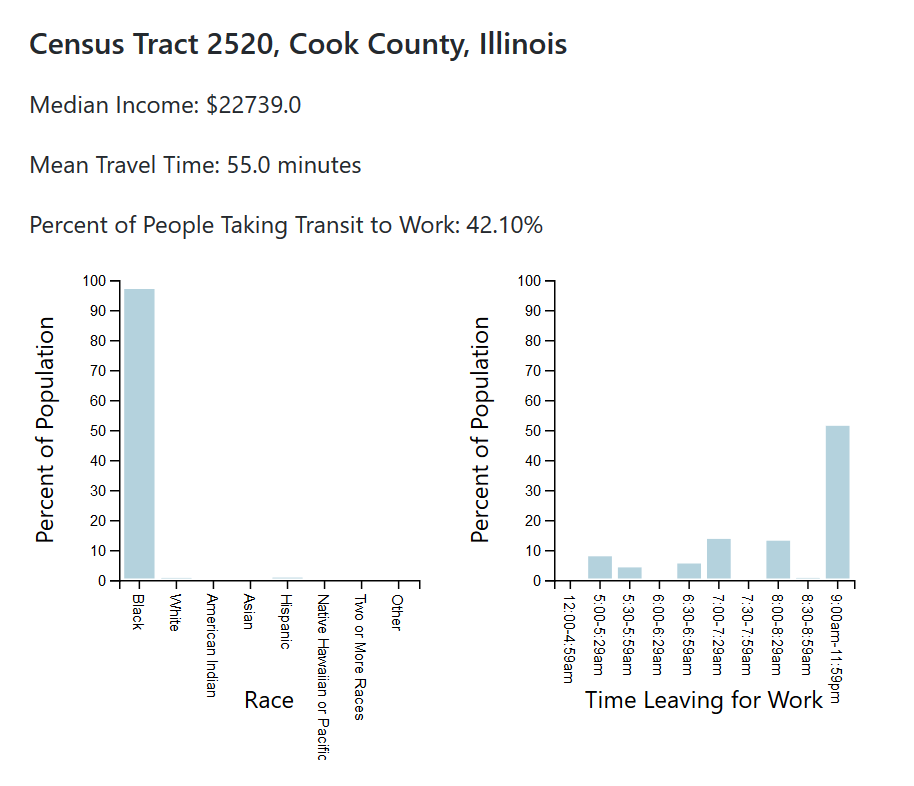 Census Tract 2520, Cook County, Illinois
Median Income: $22739.0
Mean Travel Time: 55.0 minutes
Percent of People Taking Transit to Work: 42.10%
Percent of Population
100
90
80
70
60
50
40
30
20
10
0
Black
White
American Indian
Asian
Hispanic
Native Hawaiian or Pacific
Two or More Races
Other
Race
Percent of Population
100
90
80
70
60
50
40
30
20
10
0
12:00-4:59am
5:00-5:29am
5:30-5:59am
6:00-6:29am
6:30-6:59am
7:00-7:29am
7:30-7:59am
8:00-8:29am
8:30-8:59am
9:00am-11:59pm
Time Leaving for Work